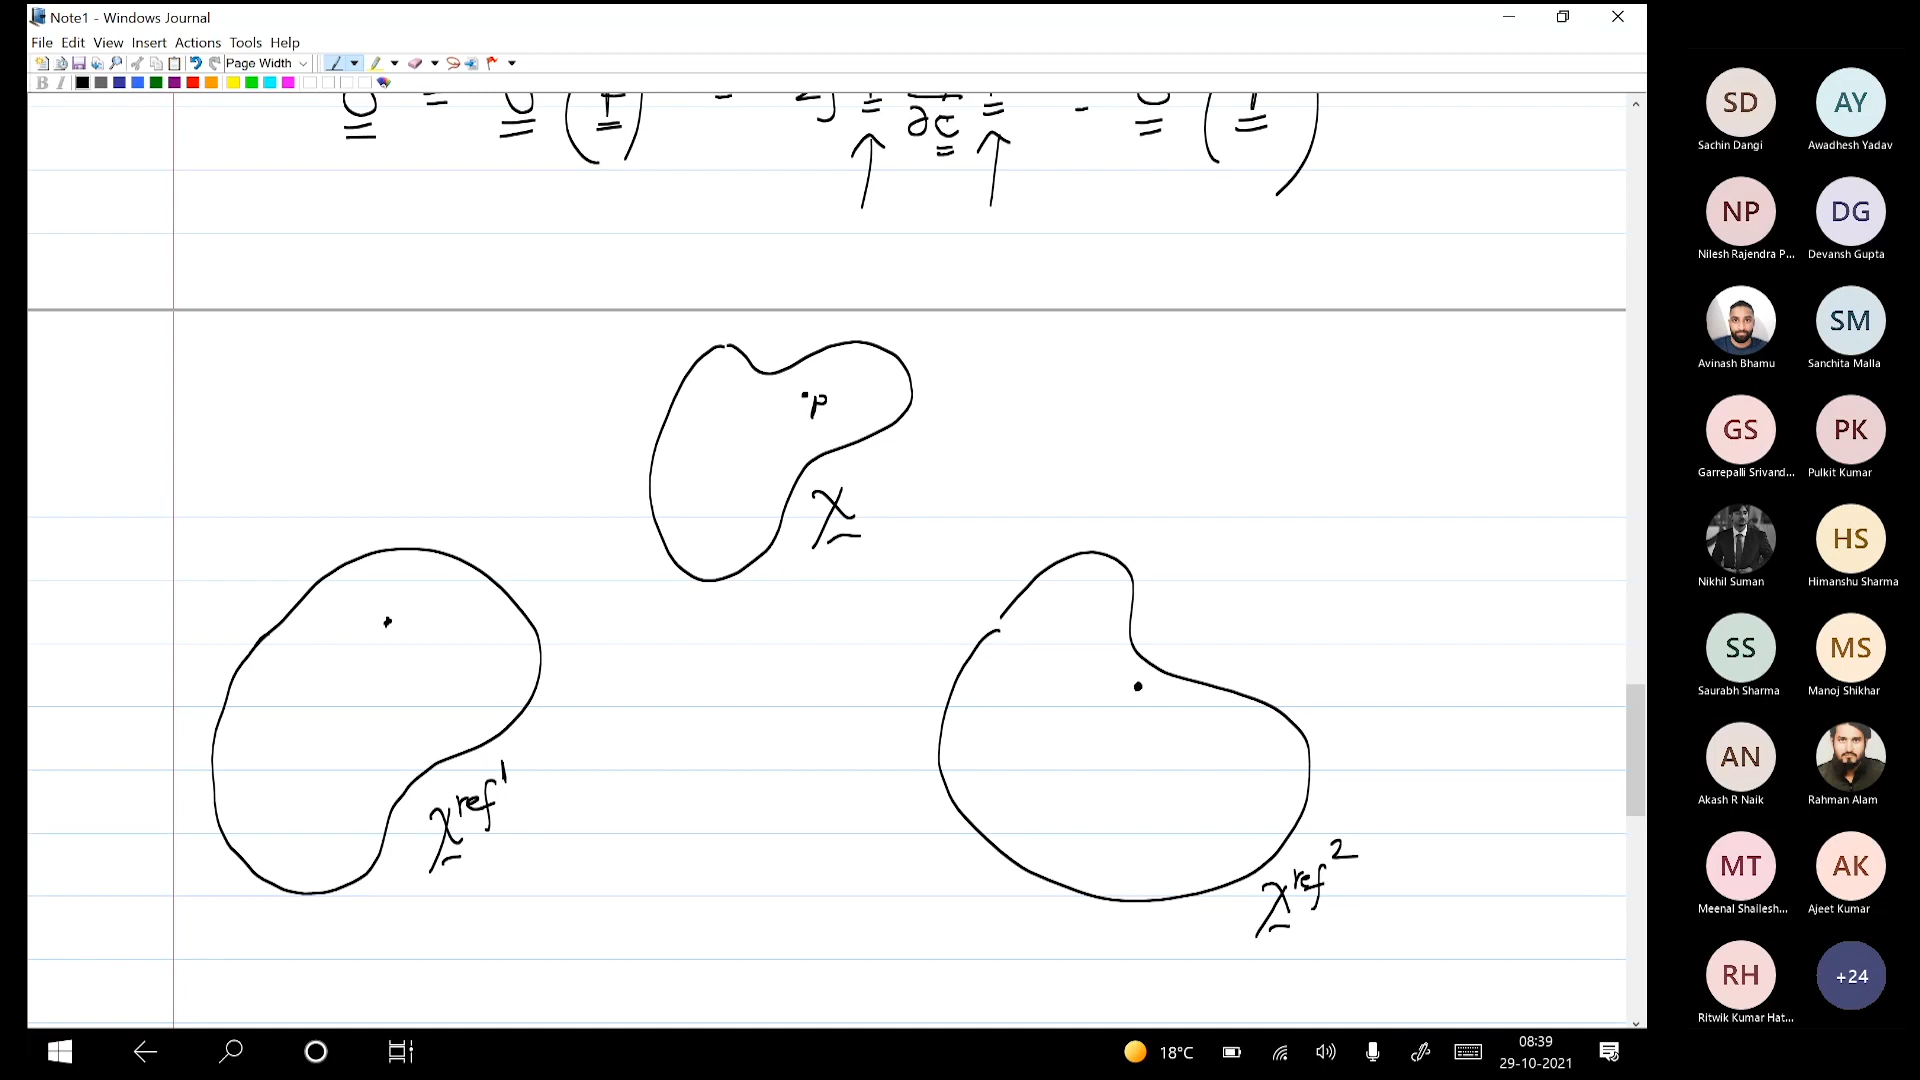 Note1 - Windows Journal
File Edit View Insert Actions Tools Help
Page Width
B I
∂C
.p
χ
χ ref 1
χ ref 2
SD
AY
Sachin Dangi
Awadhesh Yadav
NP
DG
Nilesh Rajendra P...
Devansh Gupta
SM
Avinash Bhamu
Sanchita Malla
GS
PK
Garrepalli Srivand...
Pulkit Kumar
HS
Nikhil Suman
Himanshu Sharma
SS
MS
Saurabh Sharma
Manoj Shikhar
AN
Akash R Naik
Rahman Alam
MT
AK
Meenal Shailesh...
Ajeet Kumar
RH
+24
Ritwik Kumar Hat...
18°C
08:39
29-10-2021